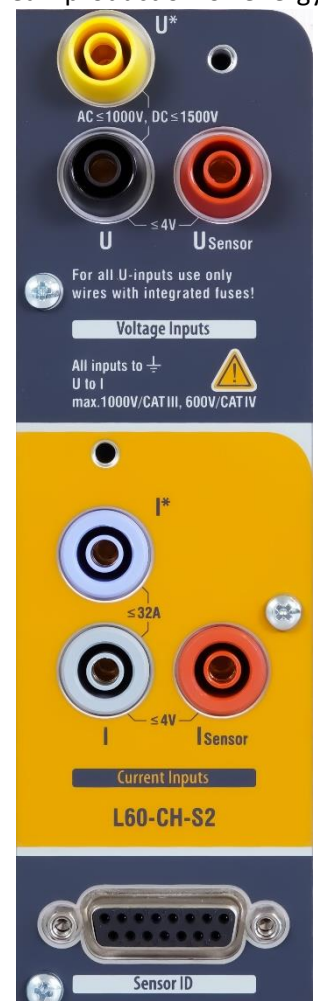 U*
AC≤1000V, DC≤1500V
≤4V
U
U Sensor
For all U-inputs use only
wires with integrated fuses!
Voltage Inputs
All inputs to ⏚
U to I
max.1000V/CAT III, 600V/CAT IV
I*
≤32A
≤4V
I
I Sensor
Current Inputs
L60-CH-S2
Sensor ID